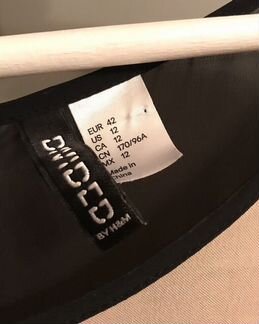 EUR 42
US 12
CA 12
CN 170/96A
MX 12
Made in
China
DIVIDED
BY H&M